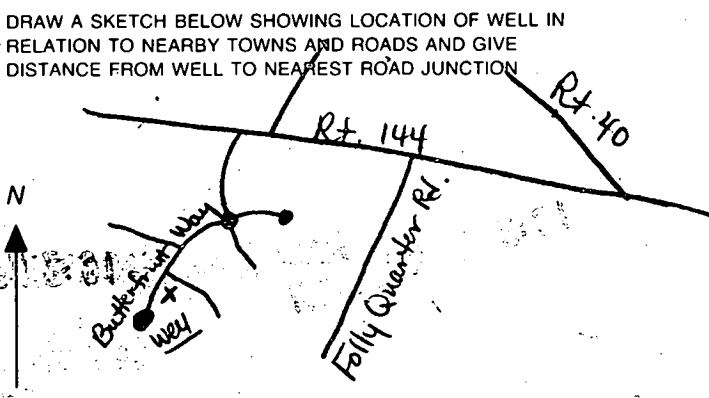 DRAW A SKETCH BELOW SHOWING LOCATION OF WELL IN
RELATION TO NEARBY TOWNS AND ROADS AND GIVE
DISTANCE FROM WELL TO NEAREST ROAD JUNCTION
Rt. 40
Rt. 144
N
Butterfruit Way
Folly Quarter Rd.
Well